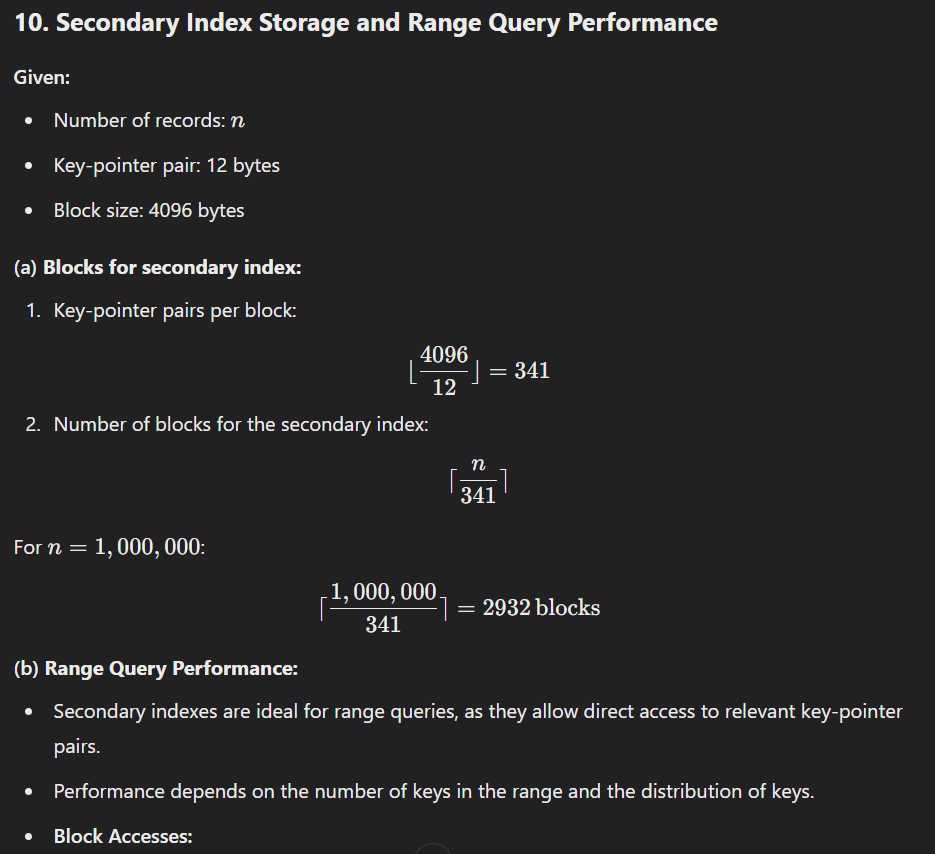 10. Secondary Index Storage and Range Query Performance
Given:
• Number of records: n
• Key-pointer pair: 12 bytes
• Block size: 4096 bytes
(a) Blocks for secondary index:
1. Key-pointer pairs per block:
⌊4096/12⌋ = 341
2. Number of blocks for the secondary index:
⌈n/341⌉
For n = 1,000,000:
⌈1,000,000/341⌉ = 2932 blocks
(b) Range Query Performance:
• Secondary indexes are ideal for range queries, as they allow direct access to relevant key-pointer
pairs.
• Performance depends on the number of keys in the range and the distribution of keys.
• Block Accesses: